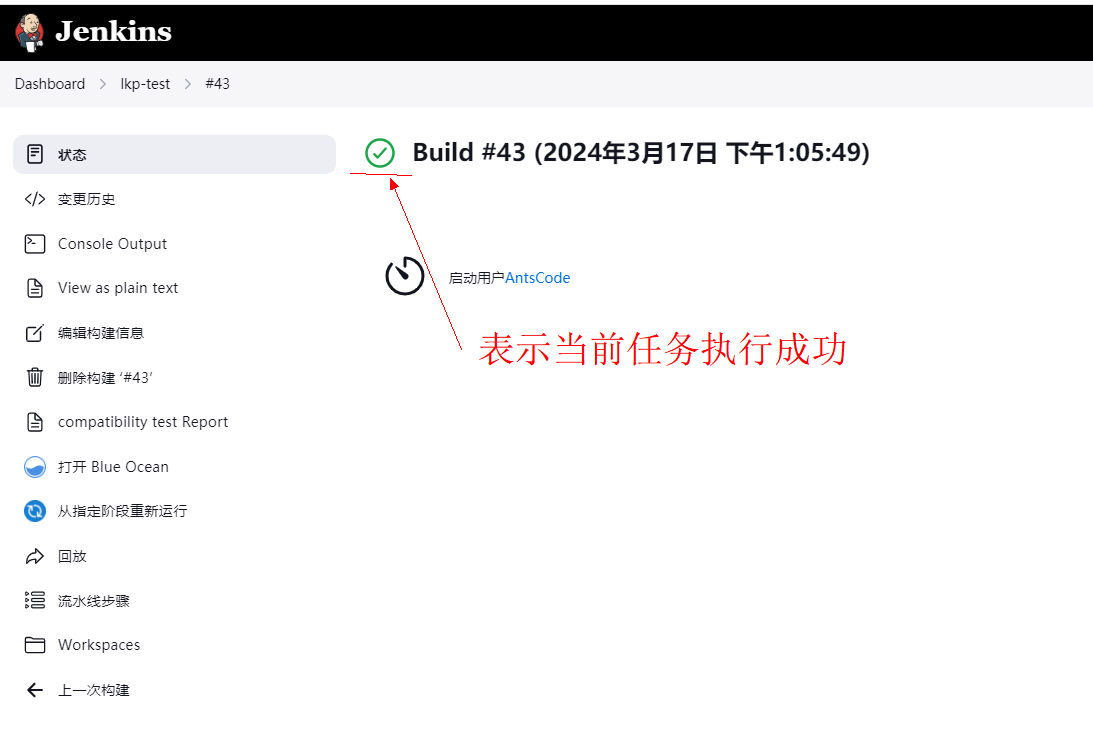 Jenkins
Dashboard > lkp-test > #43
状态
Build #43 (2024年3月17日 下午1:05:49)
变更历史
Console Output
View as plain text
启动用户AntsCode
编辑构建信息
表示当前任务执行成功
删除构建 ‘#43’
compatibility test Report
打开 Blue Ocean
从指定阶段重新运行
回放
流水线步骤
Workspaces
上一次构建